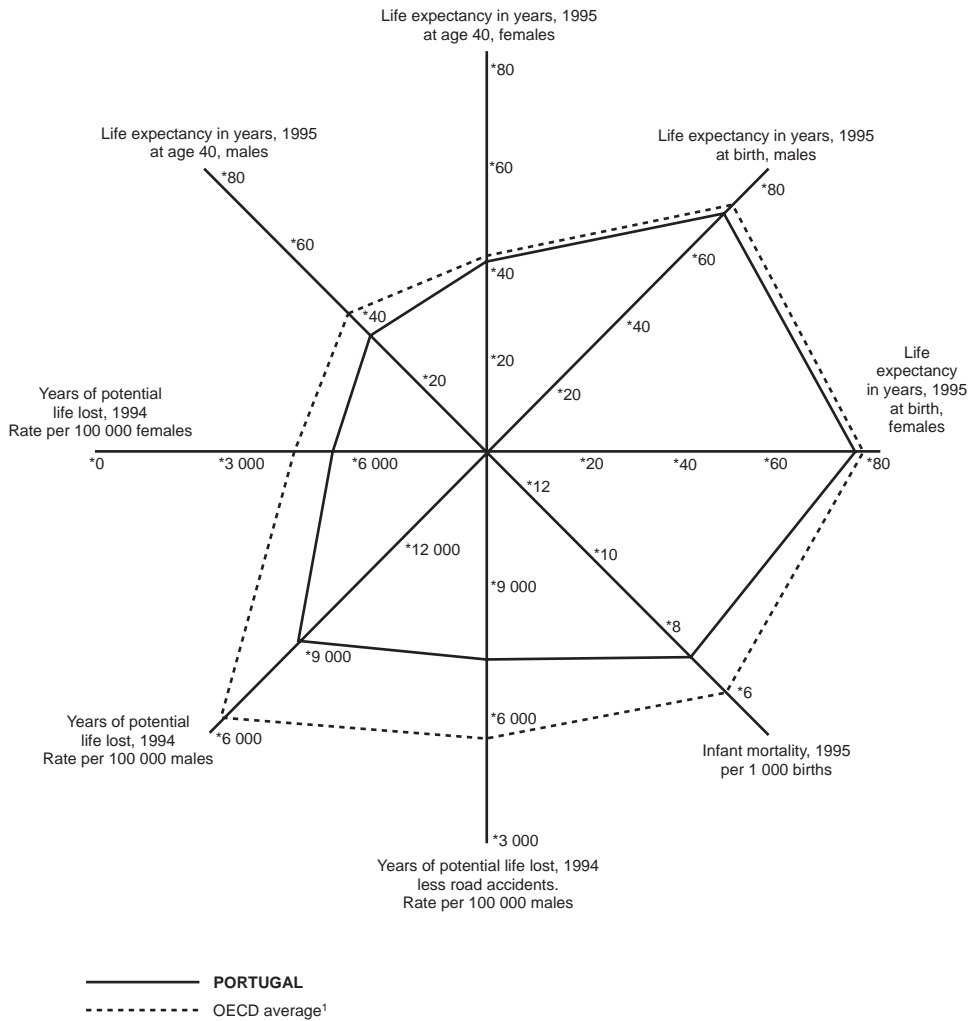 Life expectancy in years, 1995
at age 40, females
*80
Life expectancy in years, 1995
at age 40, males
*80
Life expectancy in years, 1995
at birth, males
*80
*60
*60
*60
*40
*40
*40
*20
*20
*20
Life
expectancy
in years, 1995
at birth,
females
Years of potential
life lost, 1994
Rate per 100 000 females
*0
*3 000
*6 000
*20
*40
*60
*80
*12
*10
*8
*6
Infant mortality, 1995
per 1 000 births
*12 000
*9 000
*6 000
Years of potential
life lost, 1994
Rate per 100 000 males
*9 000
*6 000
*3 000
Years of potential life lost, 1994
less road accidents.
Rate per 100 000 males
PORTUGAL
OECD average¹